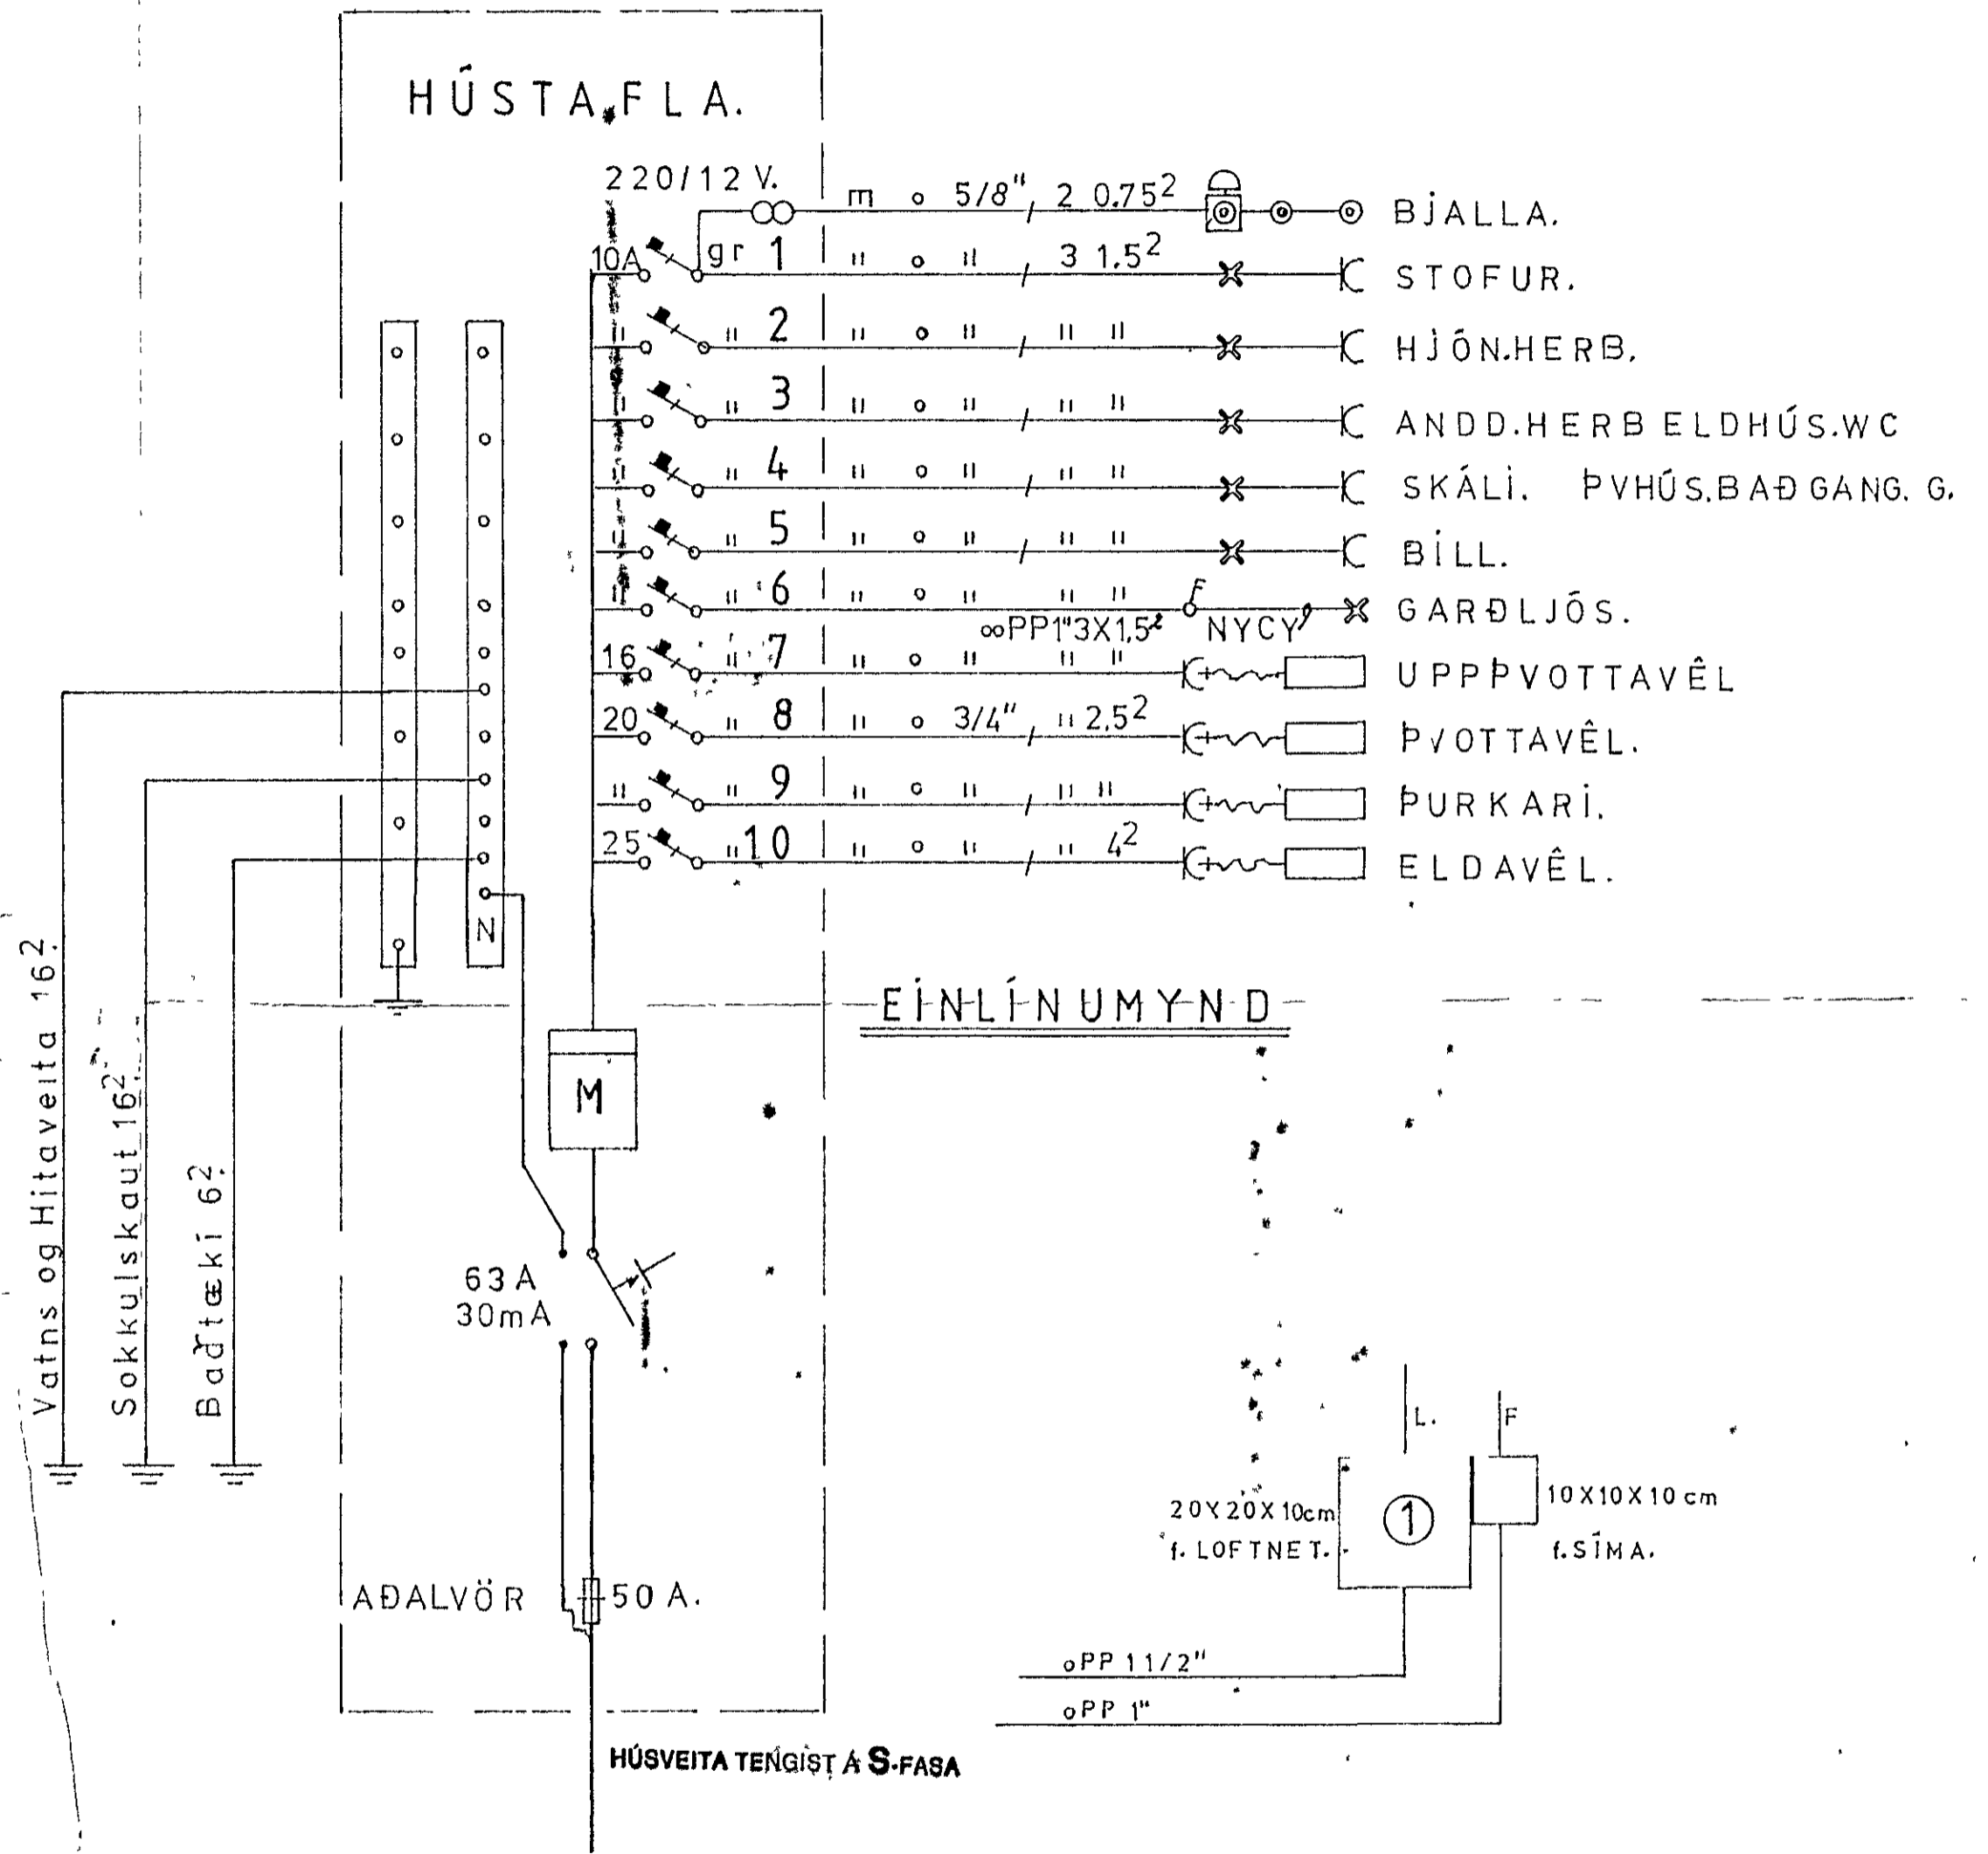 HÚSTAFLA.
220/12 V.
m o 5/8" 2 0.75² BJALLA.
10A gr 1 " o " 3 1.5² STOFUR.
" " 2 " o " " " HJÓN.HERB.
" " 3 " o " " " ANDD.HERB ELDHÚS.WC
" " 4 " o " " " SKÁLI. ÞVHÚS.BAÐ GANG. G.
" " 5 " o " " " BÍLL.
" " 6 " o " " " GARÐLJÓS.
∞PP1"3X1,5² NYCY
16 " 7 " o " " " UPPÞVOTTAVÉL
20 " 8 " o 3/4" " 2,5² ÞVOTTAVÉL.
" " 9 " o " " " ÞURKARI.
25 " 10 " o " " 4² ELDAVÉL.
N
EINLÍNUMYND
M
Vatns og Hitaveita 16².
Sokkulskaut 16².
Baðtæki 6².
63 A
30mA
L. F
20X20X10cm 1 10X10X10 cm
f. LOFTNET. f.SÍMA.
AÐALVÖR 50 A.
oPP 1 1/2"
oPP 1"
HÚSVEITA TENGIST Á S-FASA